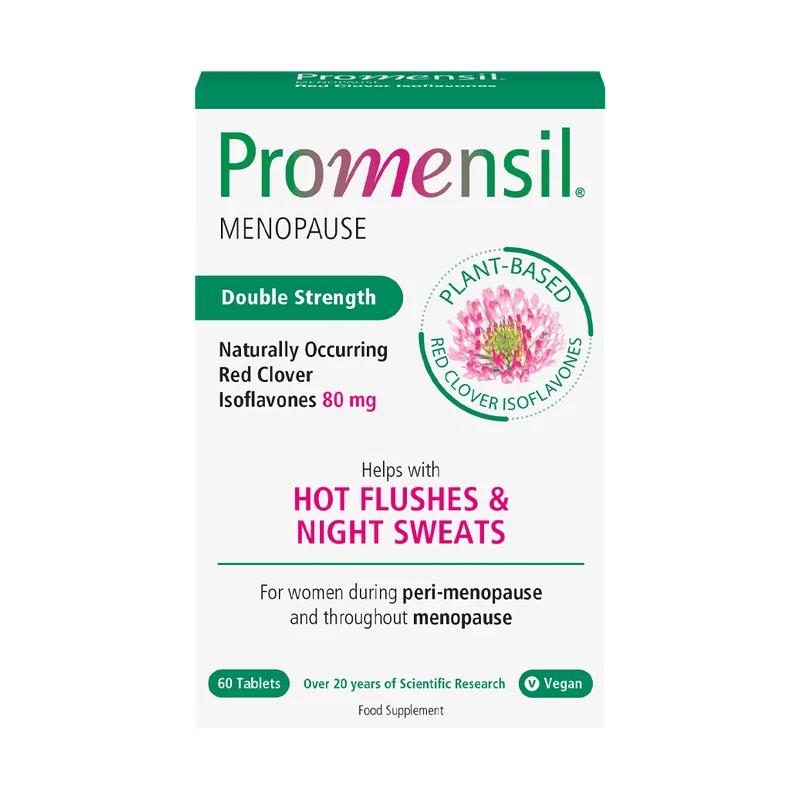 Promensil®
MENOPAUSE
Red Clover Isoflavones
Promensil®
MENOPAUSE
Double Strength
Naturally Occurring
Red Clover
Isoflavones 80 mg
PLANT-BASED
RED CLOVER ISOFLAVONES
Helps with
HOT FLUSHES &
NIGHT SWEATS
For women during peri-menopause
and throughout menopause
60 Tablets
Over 20 years of Scientific Research
V Vegan
Food Supplement